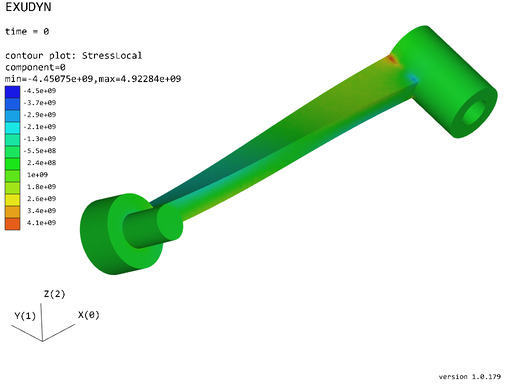 EXUDYN
time = 0
contour plot: StressLocal
component=0
min=-4.45075e+09,max=4.92284e+09
-4.5e+09
-3.7e+09
-2.9e+09
-2.1e+09
-1.3e+09
-5.5e+08
2.4e+08
1e+09
1.8e+09
2.6e+09
3.4e+09
4.1e+09
Z(2)
Y(1) X(0)
version 1.0.179